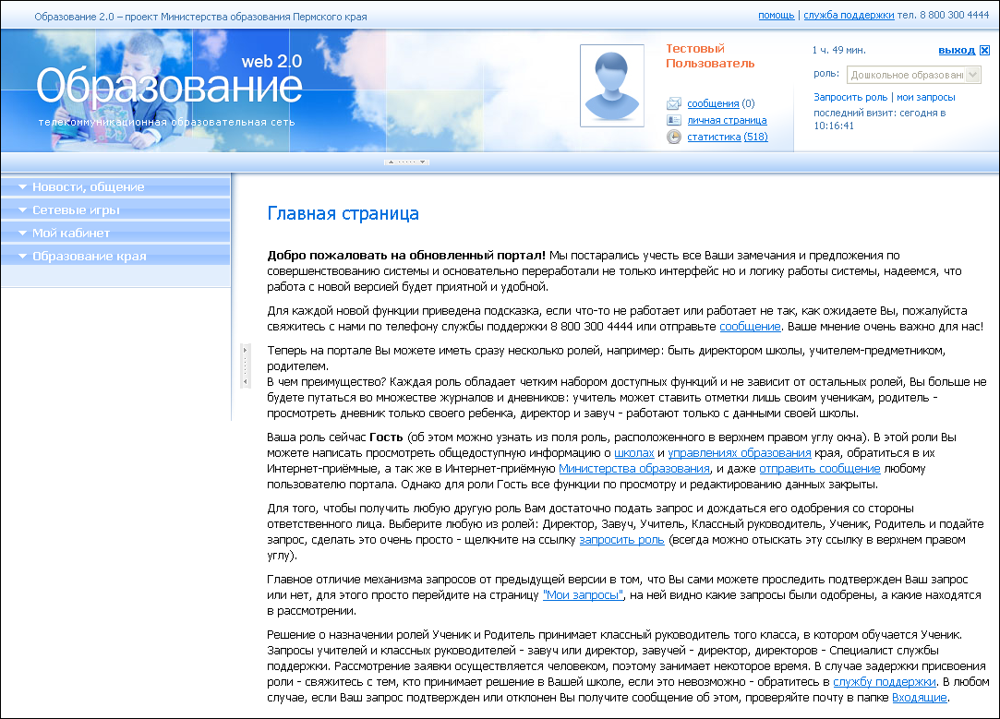 Образование 2.0 – проект Министерства образования Пермского края
помощь | служба поддержки тел. 8 800 300 4444
web 2.0
Образование
телекоммуникационная образовательная сеть
Тестовый
Пользователь
сообщения (0)
личная страница
статистика (518)
1 ч. 49 мин.
выход
роль: Дошкольное образовани
Запросить роль | мои запросы
последний визит: сегодня в
10:16:41
Новости, общение
Сетевые игры
Мой кабинет
Образование края
Главная страница
Добро пожаловать на обновленный портал! Мы постарались учесть все Ваши замечания и предложения по
совершенствованию системы и основательно переработали не только интерфейс но и логику работы системы, надеемся, что
работа с новой версией будет приятной и удобной.
Для каждой новой функции приведена подсказка, если что-то не работает или работает не так, как ожидаете Вы, пожалуйста
свяжитесь с нами по телефону службы поддержки 8 800 300 4444 или отправьте сообщение. Ваше мнение очень важно для нас!
Теперь на портале Вы можете иметь сразу несколько ролей, например: быть директором школы, учителем-предметником,
родителем.
В чем преимущество? Каждая роль обладает четким набором доступных функций и не зависит от остальных ролей, Вы больше не
будете путаться во множестве журналов и дневников: учитель может ставить отметки лишь своим ученикам, родитель -
просмотреть дневник только своего ребенка, директор и завуч - работают только с данными своей школы.
Ваша роль сейчас Гость (об этом можно узнать из поля роль, расположенного в верхнем правом углу окна). В этой роли Вы
можете написать просмотреть общедоступную информацию о школах и управлениях образования края, обратиться в их
Интернет-приёмные, а так же в Интернет-приёмную Министерства образования, и даже отправить сообщение любому
пользователю портала. Однако для роли Гость все функции по просмотру и редактированию данных закрыты.
Для того, чтобы получить любую другую роль Вам достаточно подать запрос и дождаться его одобрения со стороны
ответственного лица. Выберите любую из ролей: Директор, Завуч, Учитель, Классный руководитель, Ученик, Родитель и подайте
запрос, сделать это очень просто - щелкните на ссылку запросить роль (всегда можно отыскать эту ссылку в верхнем правом
углу).
Главное отличие механизма запросов от предыдущей версии в том, что Вы сами можете проследить подтвержден Ваш запрос
или нет, для этого просто перейдите на страницу "Мои запросы", на ней видно какие запросы были одобрены, а какие находятся
в рассмотрении.
Решение о назначении ролей Ученик и Родитель принимает классный руководитель того класса, в котором обучается Ученик.
Запросы учителей и классных руководителей - завуч или директор, завучей - директор, директоров - Специалист службы
поддержки. Рассмотрение заявки осуществляется человеком, поэтому занимает некоторое время. В случае задержки присвоения
роли - свяжитесь с тем, кто принимает решение в Вашей школе, если это невозможно - обратитесь в службу поддержки. В любом
случае, если Ваш запрос подтвержден или отклонен Вы получите сообщение об этом, проверяйте почту в папке Входящие.